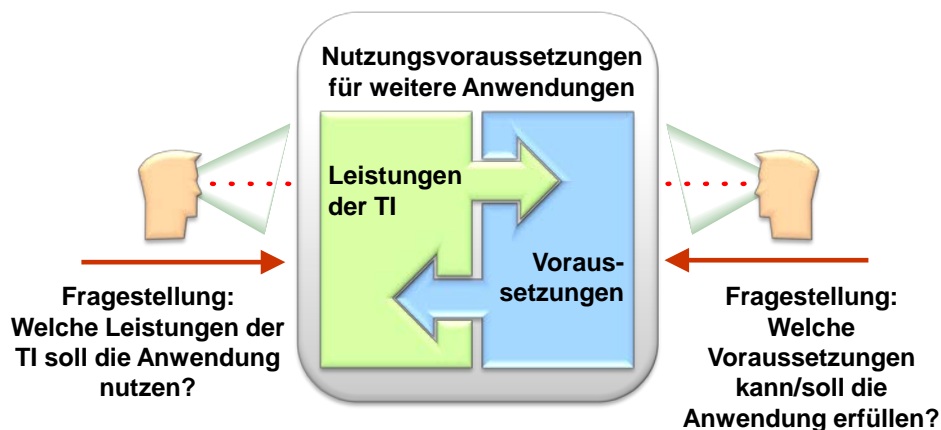 Nutzungsvoraussetzungen
für weitere Anwendungen
Leistungen
der TI
Voraus-
setzungen
Fragestellung:
Welche Leistungen der
TI soll die Anwendung
nutzen?
Fragestellung:
Welche
Voraussetzungen
kann/soll die
Anwendung erfüllen?